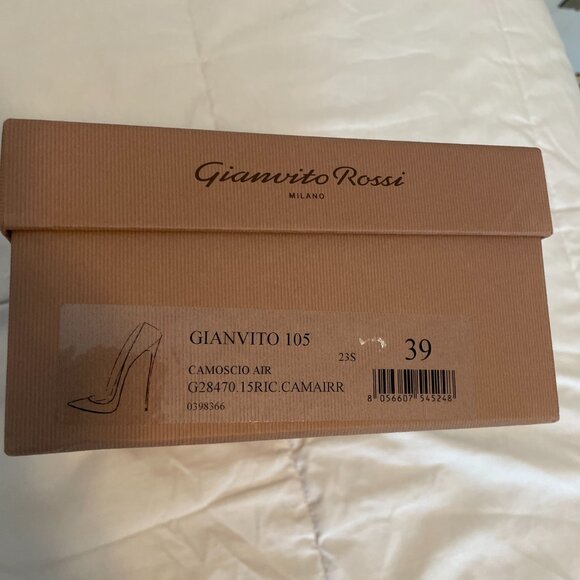 Gianvito Rossi
MILANO
GIANVITO 105
23S 39
CAMOSCIO AIR
G28470.15RIC.CAMAIRR
0398366
8 056607 545248